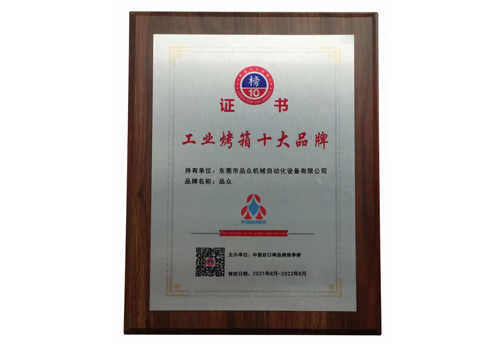 榜
10
证 书
工业烤箱十大品牌
持有单位：东莞市品众机械自动化设备有限公司
品牌名称：品众
主办单位：中国好口碑品牌推举榜
有效日期：2021年8月-2022年8月